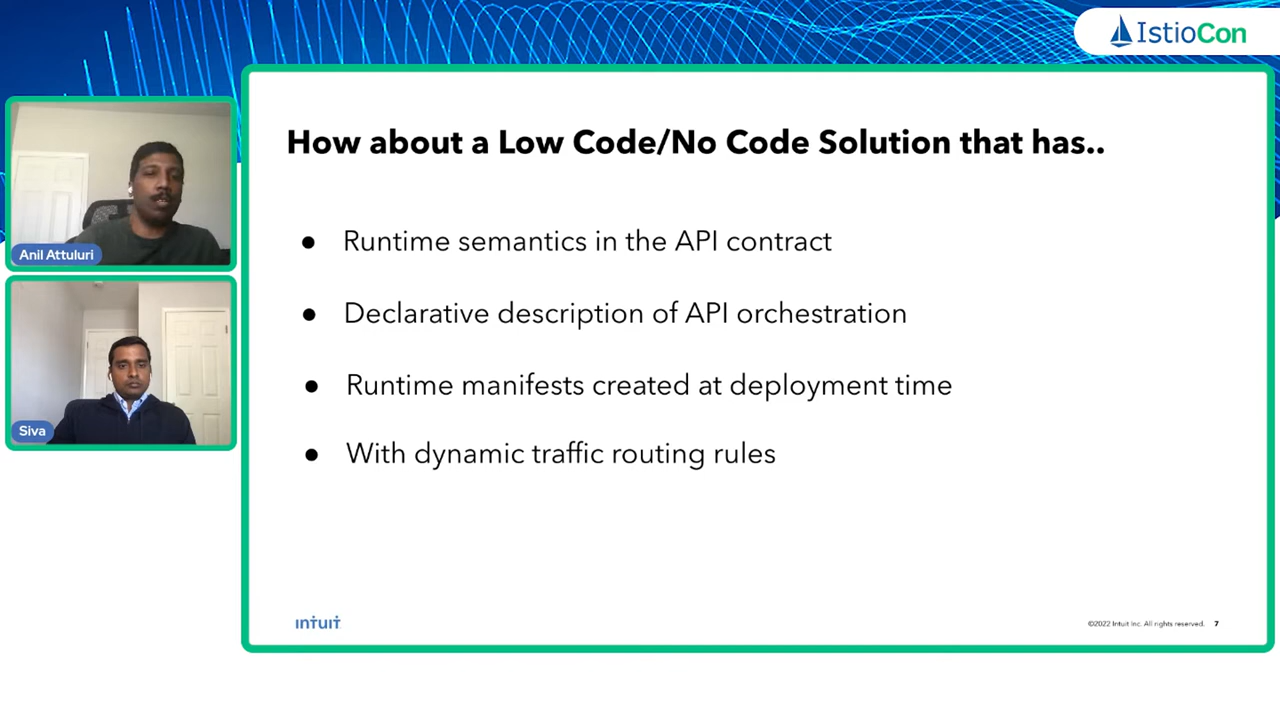 IstioCon
How about a Low Code/No Code Solution that has..
Anil Attuluri
● Runtime semantics in the API contract
● Declarative description of API orchestration
● Runtime manifests created at deployment time
Siva
● With dynamic traffic routing rules
INTUIT
©2022 Intuit Inc. All rights reserved. 7